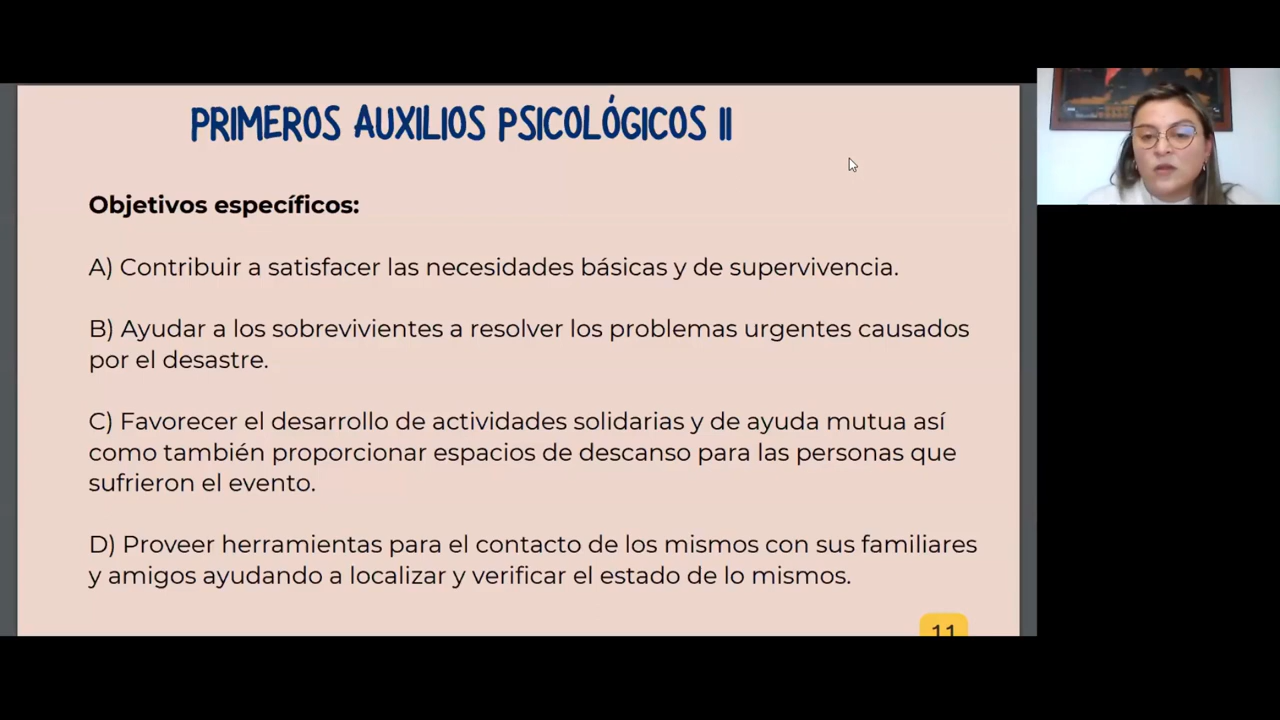 PRIMEROS AUXILIOS PSICOLÓGICOS II
Objetivos específicos:
A) Contribuir a satisfacer las necesidades básicas y de supervivencia.
B) Ayudar a los sobrevivientes a resolver los problemas urgentes causados
por el desastre.
C) Favorecer el desarrollo de actividades solidarias y de ayuda mutua así
como también proporcionar espacios de descanso para las personas que
sufrieron el evento.
D) Proveer herramientas para el contacto de los mismos con sus familiares
y amigos ayudando a localizar y verificar el estado de lo mismos.
11